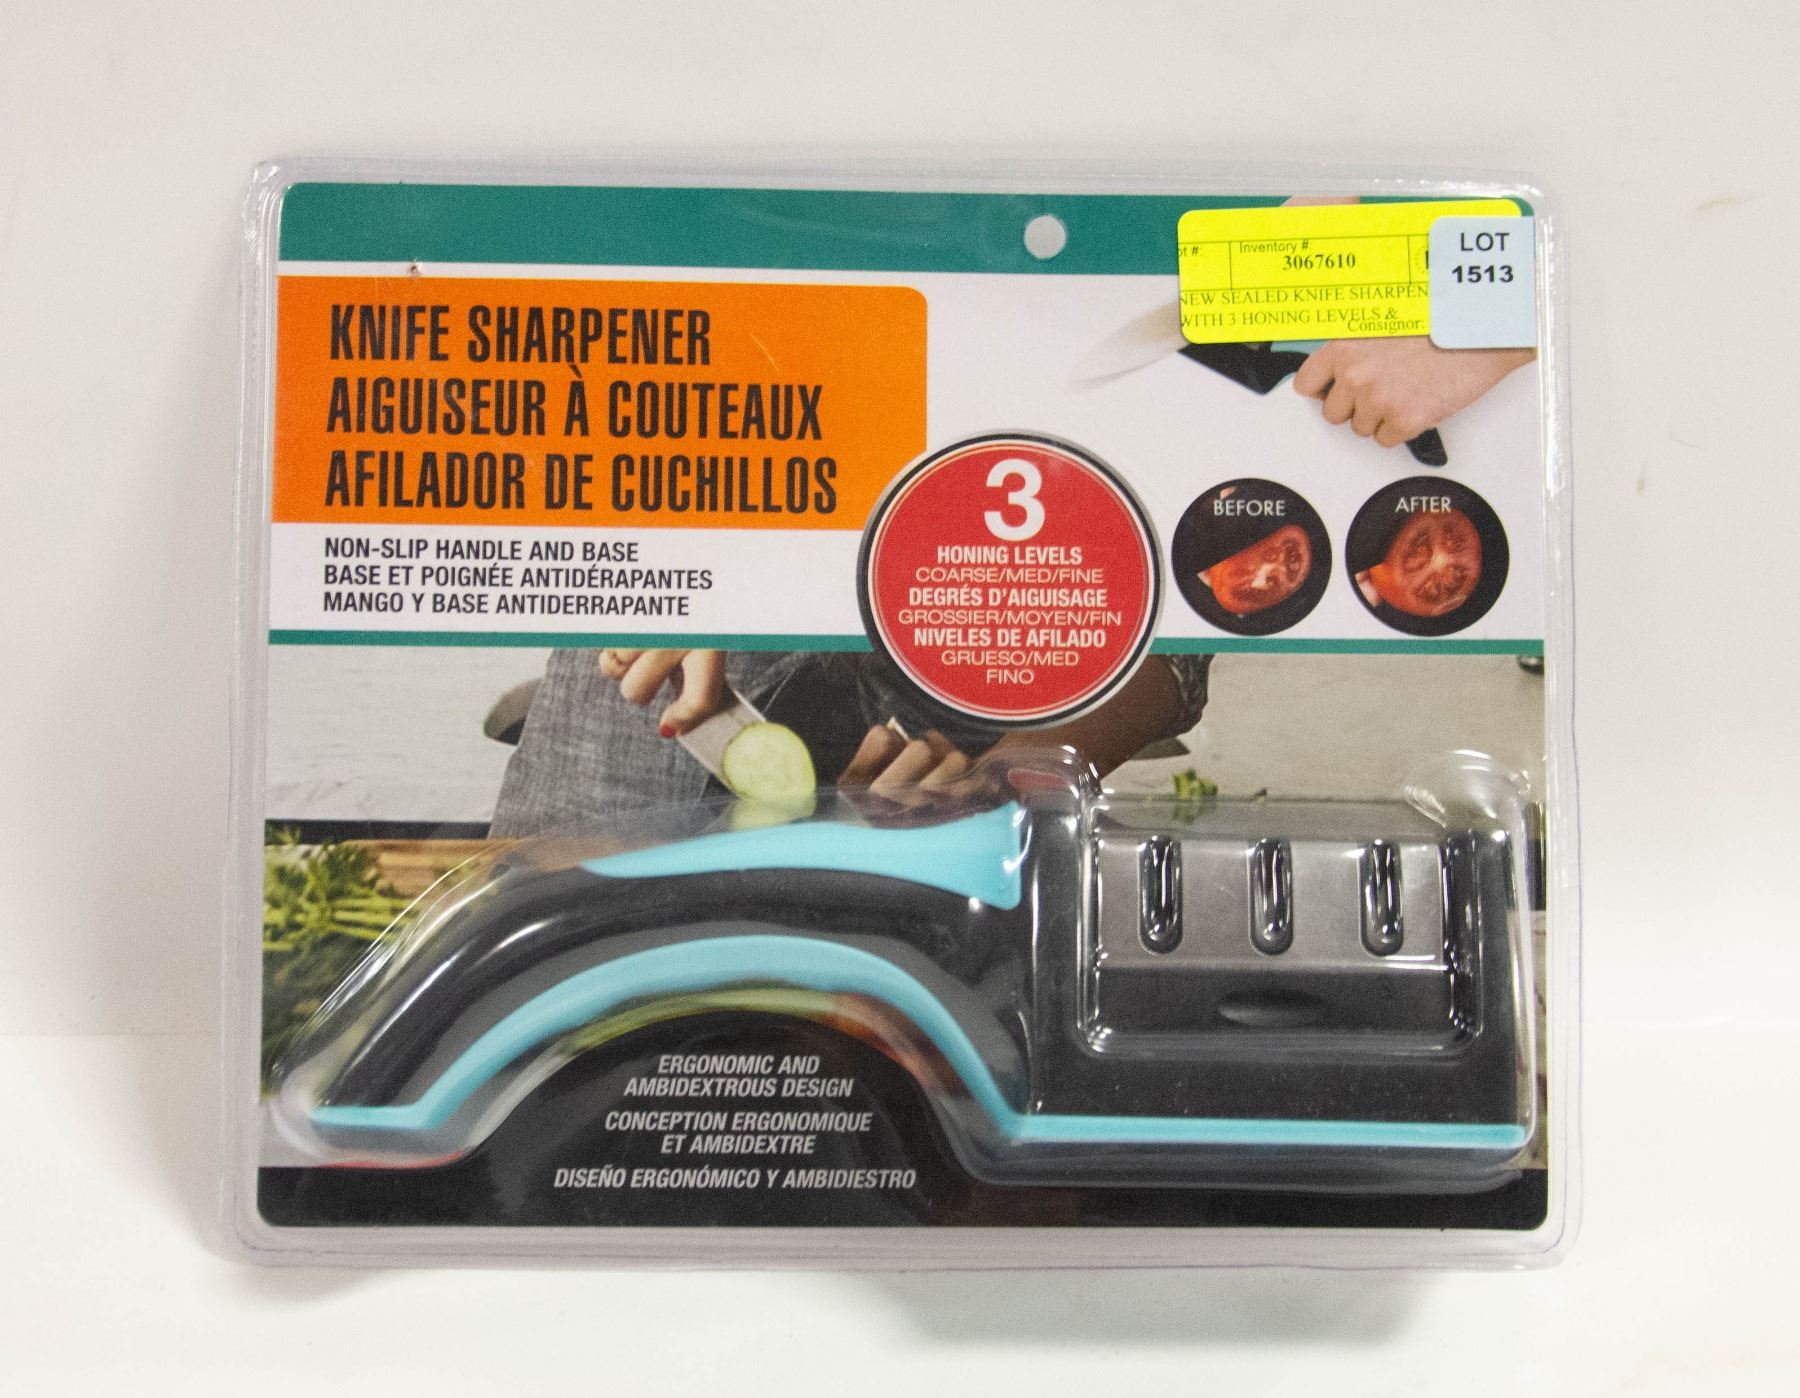 Inventory #:
3067610
LOT
1513
NEW SEALED KNIFE SHARPEN
WITH 3 HONING LEVELS &
Consignor:
KNIFE SHARPENER
AIGUISEUR À COUTEAUX
AFILADOR DE CUCHILLOS
NON-SLIP HANDLE AND BASE
BASE ET POIGNÉE ANTIDÉRAPANTES
MANGO Y BASE ANTIDERRAPANTE
3
HONING LEVELS
COARSE/MED/FINE
DEGRÉS D'AIGUISAGE
GROSSIER/MOYEN/FIN
NIVELES DE AFILADO
GRUESO/MED
FINO
BEFORE
AFTER
ERGONOMIC AND
AMBIDEXTROUS DESIGN
CONCEPTION ERGONOMIQUE
ET AMBIDEXTRE
DISEÑO ERGONÓMICO Y AMBIDIESTRO